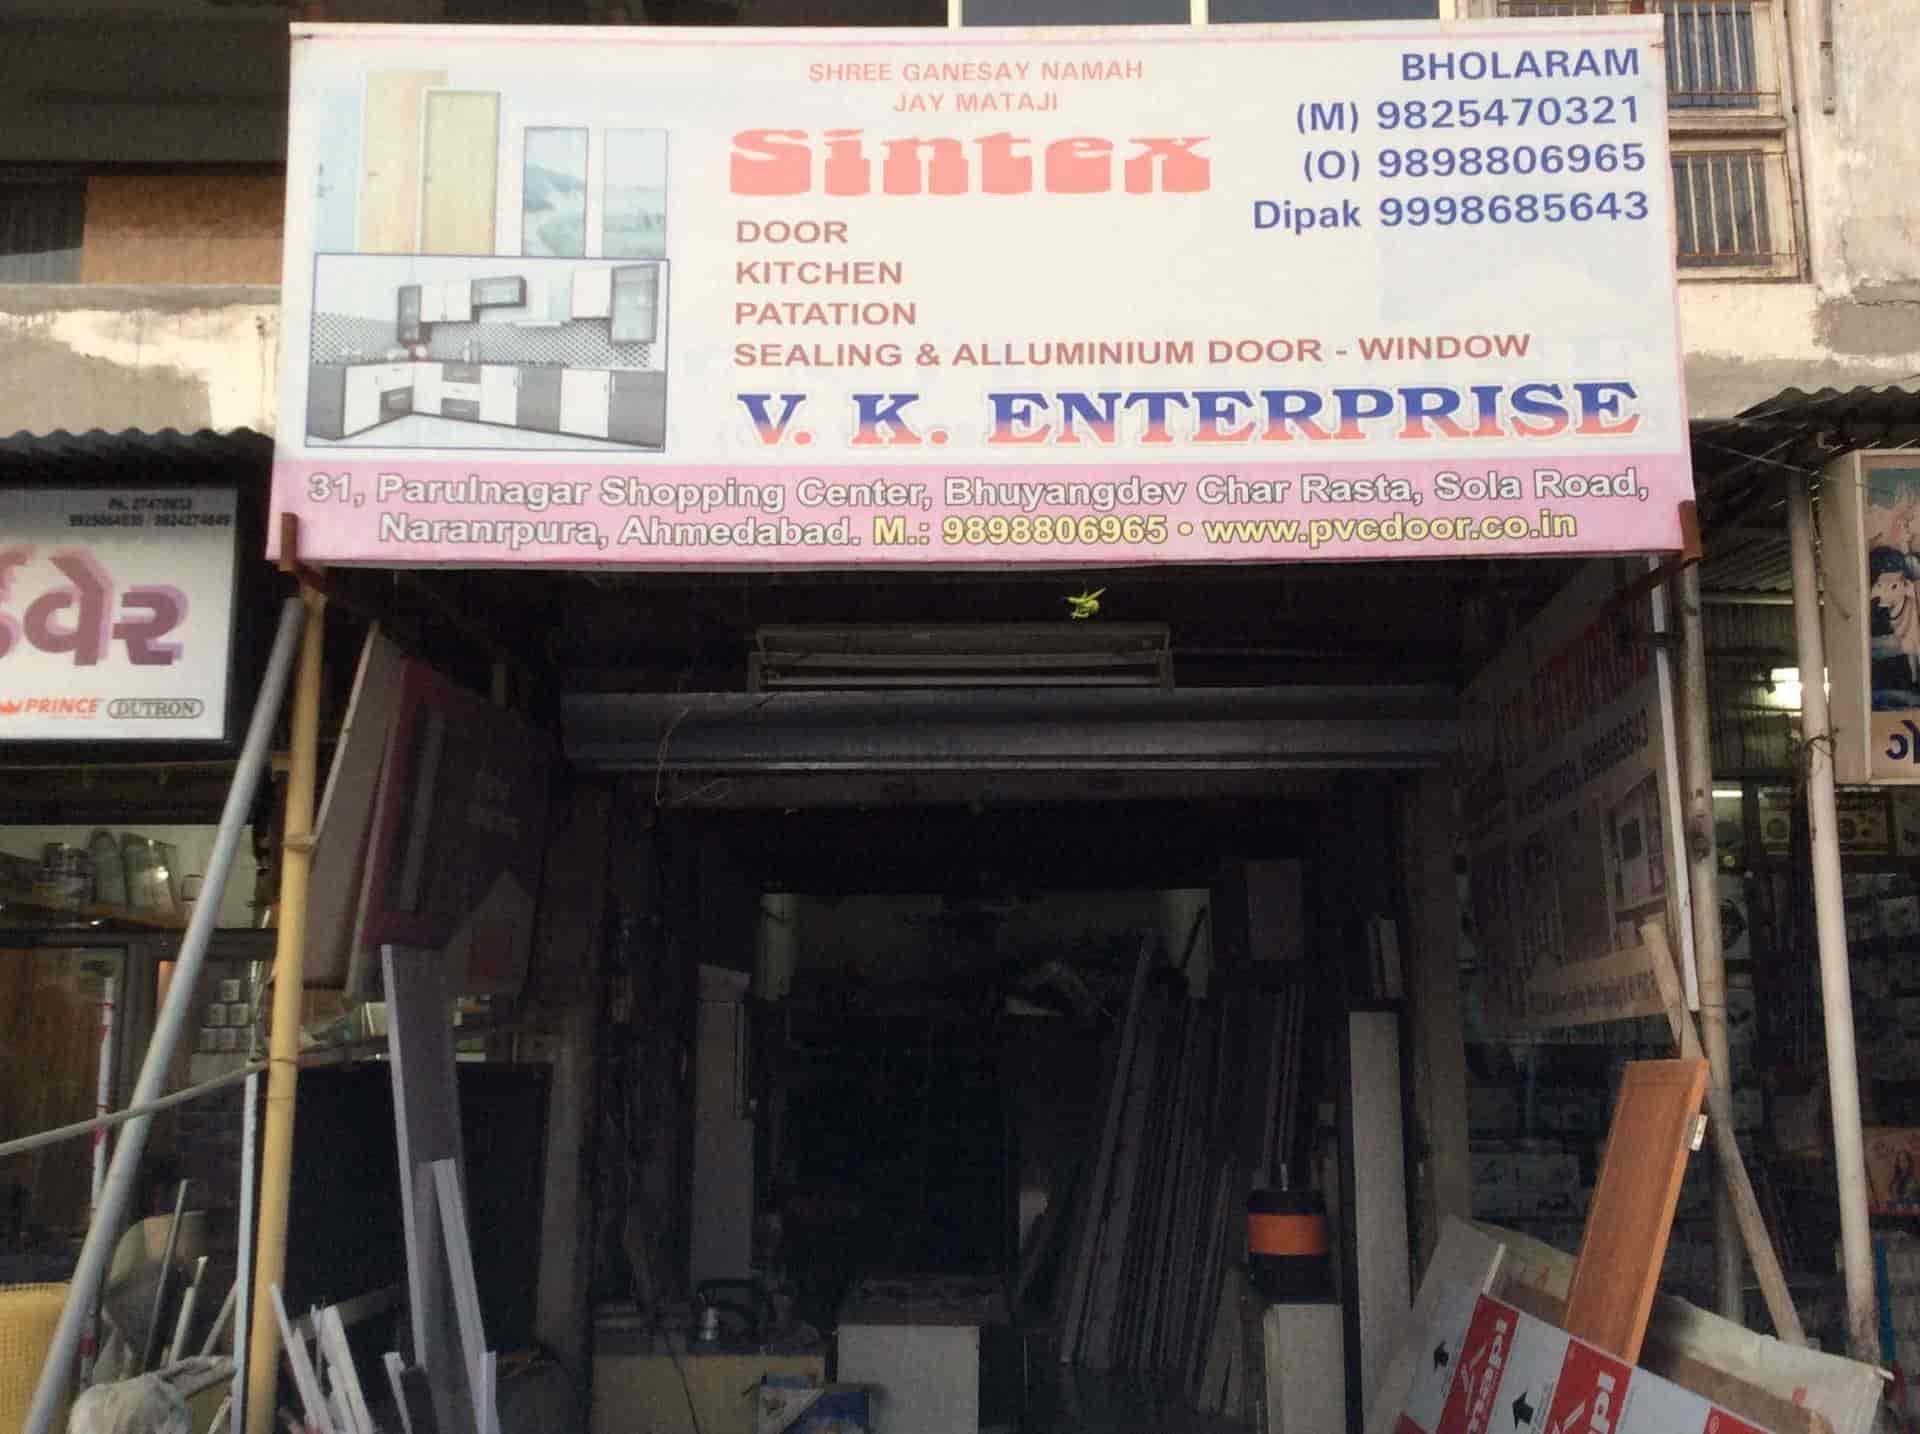 SHREE GANESAY NAMAH
JAY MATAJI
Sintex
BHOLARAM
(M) 9825470321
(O) 9898806965
Dipak 9998685643
DOOR
KITCHEN
PATATION
SEALING & ALLUMINIUM DOOR - WINDOW
V. K. ENTERPRISE
31, Parulnagar Shopping Center, Bhuyangdev Char Rasta, Sola Road,
Naranrpura, Ahmedabad. M.: 9898806965 • www.pvcdoor.co.in
PRINCE DUTRON
ENTERPRISE